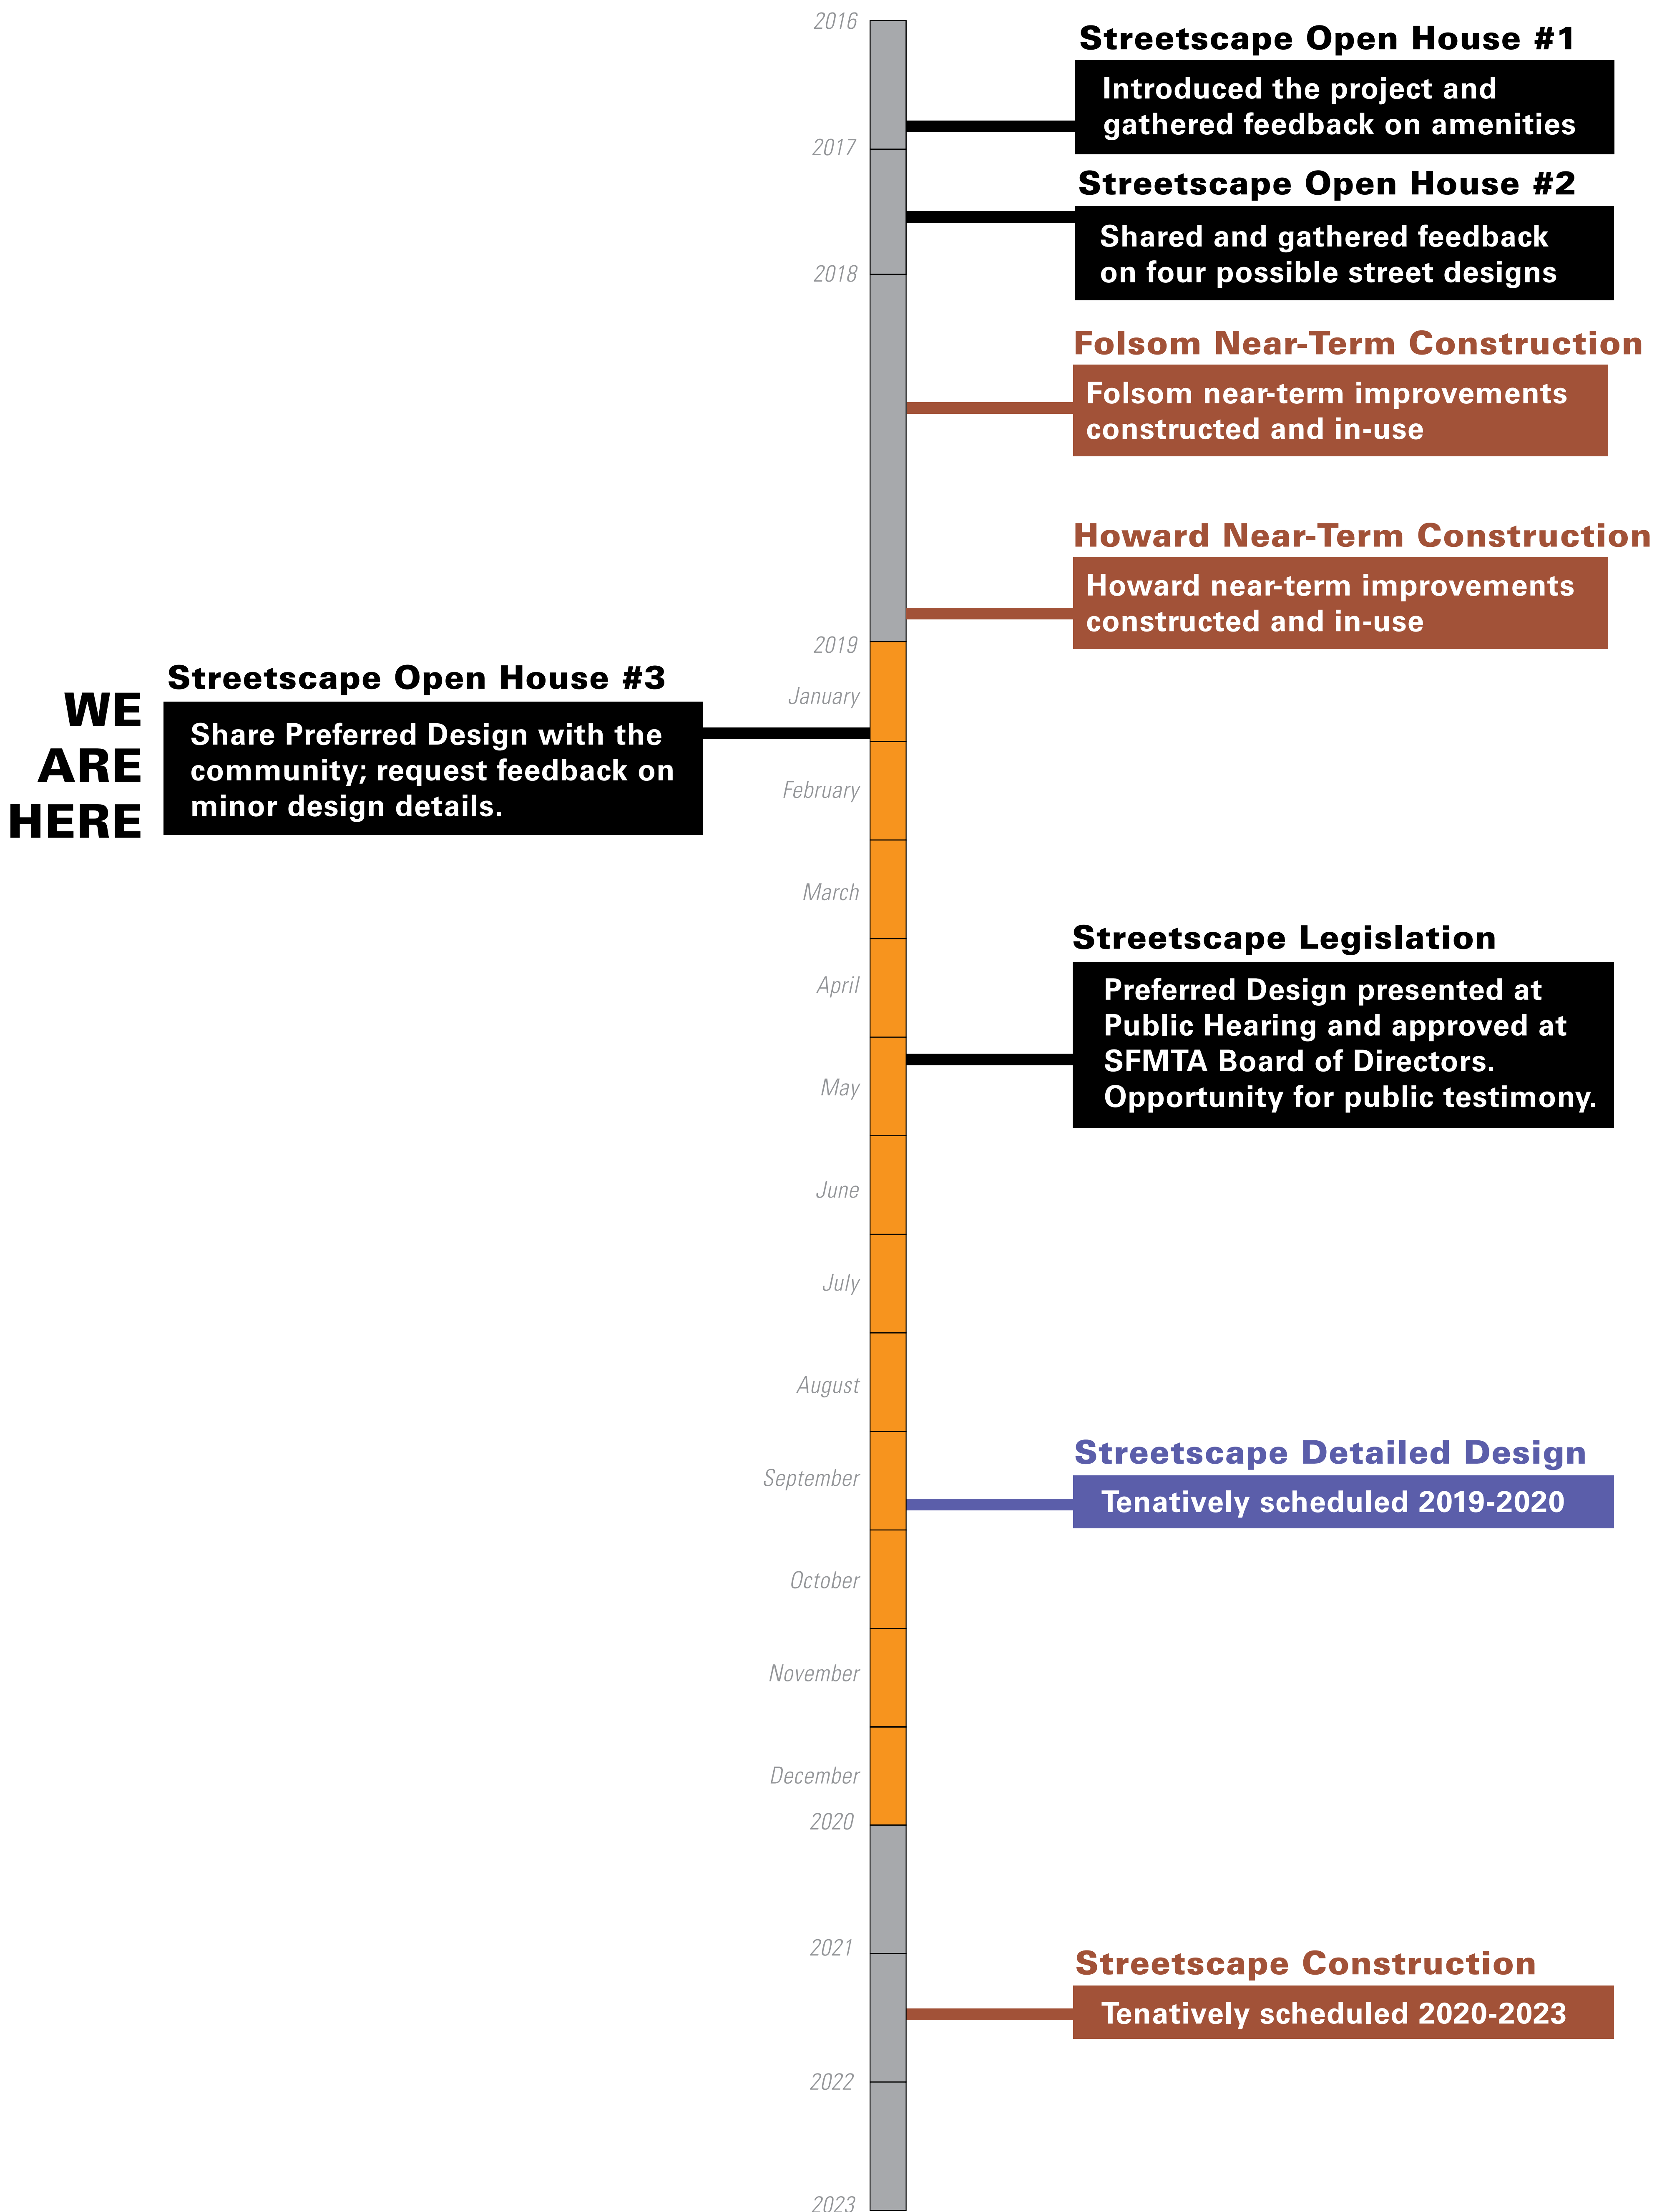 2016
Streetscape Open House #1
Introduced the project and
gathered feedback on amenities
2017
Streetscape Open House #2
Shared and gathered feedback
on four possible street designs
2018
Folsom Near-Term Construction
Folsom near-term improvements
constructed and in-use
Howard Near-Term Construction
Howard near-term improvements
constructed and in-use
2019
WE
ARE
HERE
Streetscape Open House #3
Share Preferred Design with the
community; request feedback on
minor design details.
January
February
March
Streetscape Legislation
Preferred Design presented at
Public Hearing and approved at
SFMTA Board of Directors.
Opportunity for public testimony.
April
May
June
July
August
Streetscape Detailed Design
Tenatively scheduled 2019-2020
September
October
November
December
2020
2021
Streetscape Construction
Tenatively scheduled 2020-2023
2022
2023